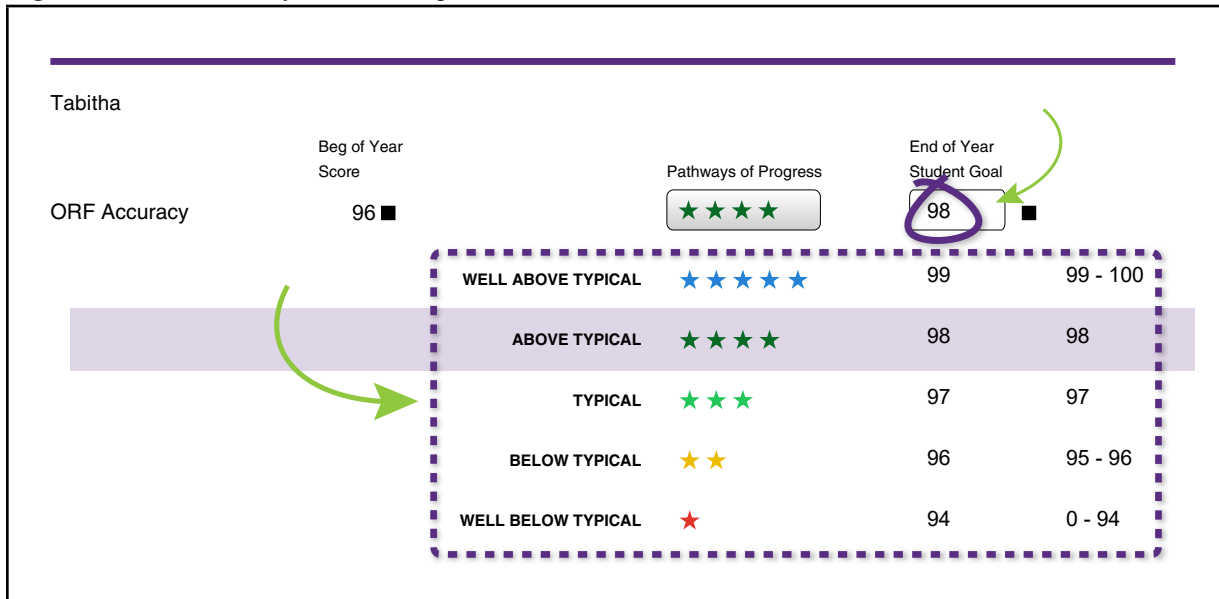 Tabitha
Beg of Year
Score
Pathways of Progress
End of Year
Student Goal
ORF Accuracy 96 ★★★★ 98
WELL ABOVE TYPICAL ★★★★★ 99 99 - 100
ABOVE TYPICAL ★★★★ 98 98
TYPICAL ★★★ 97 97
BELOW TYPICAL ★★ 96 95 - 96
WELL BELOW TYPICAL ★ 94 0 - 94